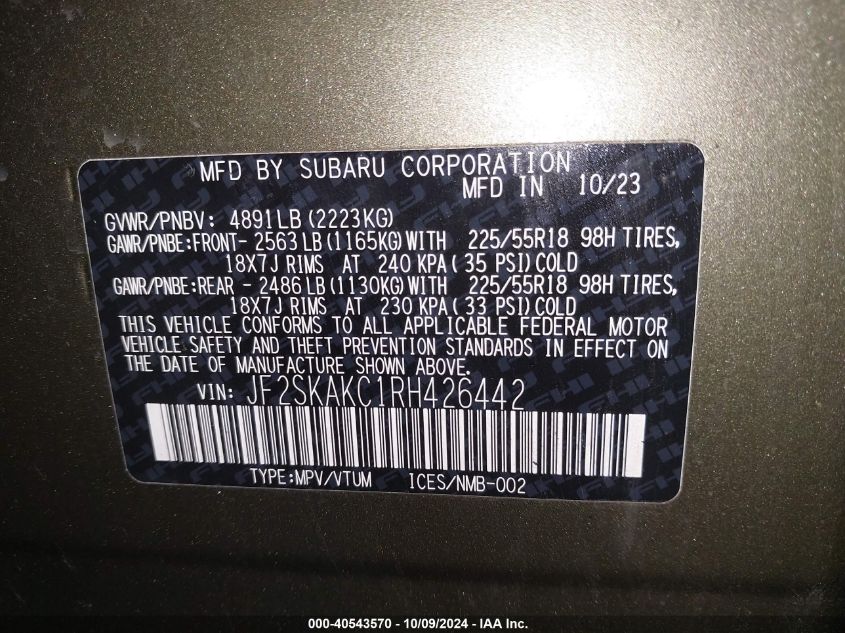 MFD BY SUBARU CORPORATION
MFD IN 10/23
GVWR/PNBV: 4891LB (2223KG)
GAWR/PNBE:FRONT- 2563LB (1165KG) WITH 225/55R18 98H TIRES,
18X7J RIMS AT 240 KPA( 35 PSI) COLD
GAWR/PNBE:REAR - 2486LB (1130KG) WITH 225/55R18 98H TIRES,
18X7J RIMS AT 230 KPA( 33 PSI) COLD
THIS VEHICLE CONFORMS TO ALL APPLICABLE FEDERAL MOTOR
VEHICLE SAFETY AND THEFT PREVENTION STANDARDS IN EFFECT ON
THE DATE OF MANUFACTURE SHOWN ABOVE.
VIN: JF2SKAKC1RH426442
TYPE:MPV/VTUM ICES/NMB-002
000-40543570 - 10/09/2024 - IAA Inc.